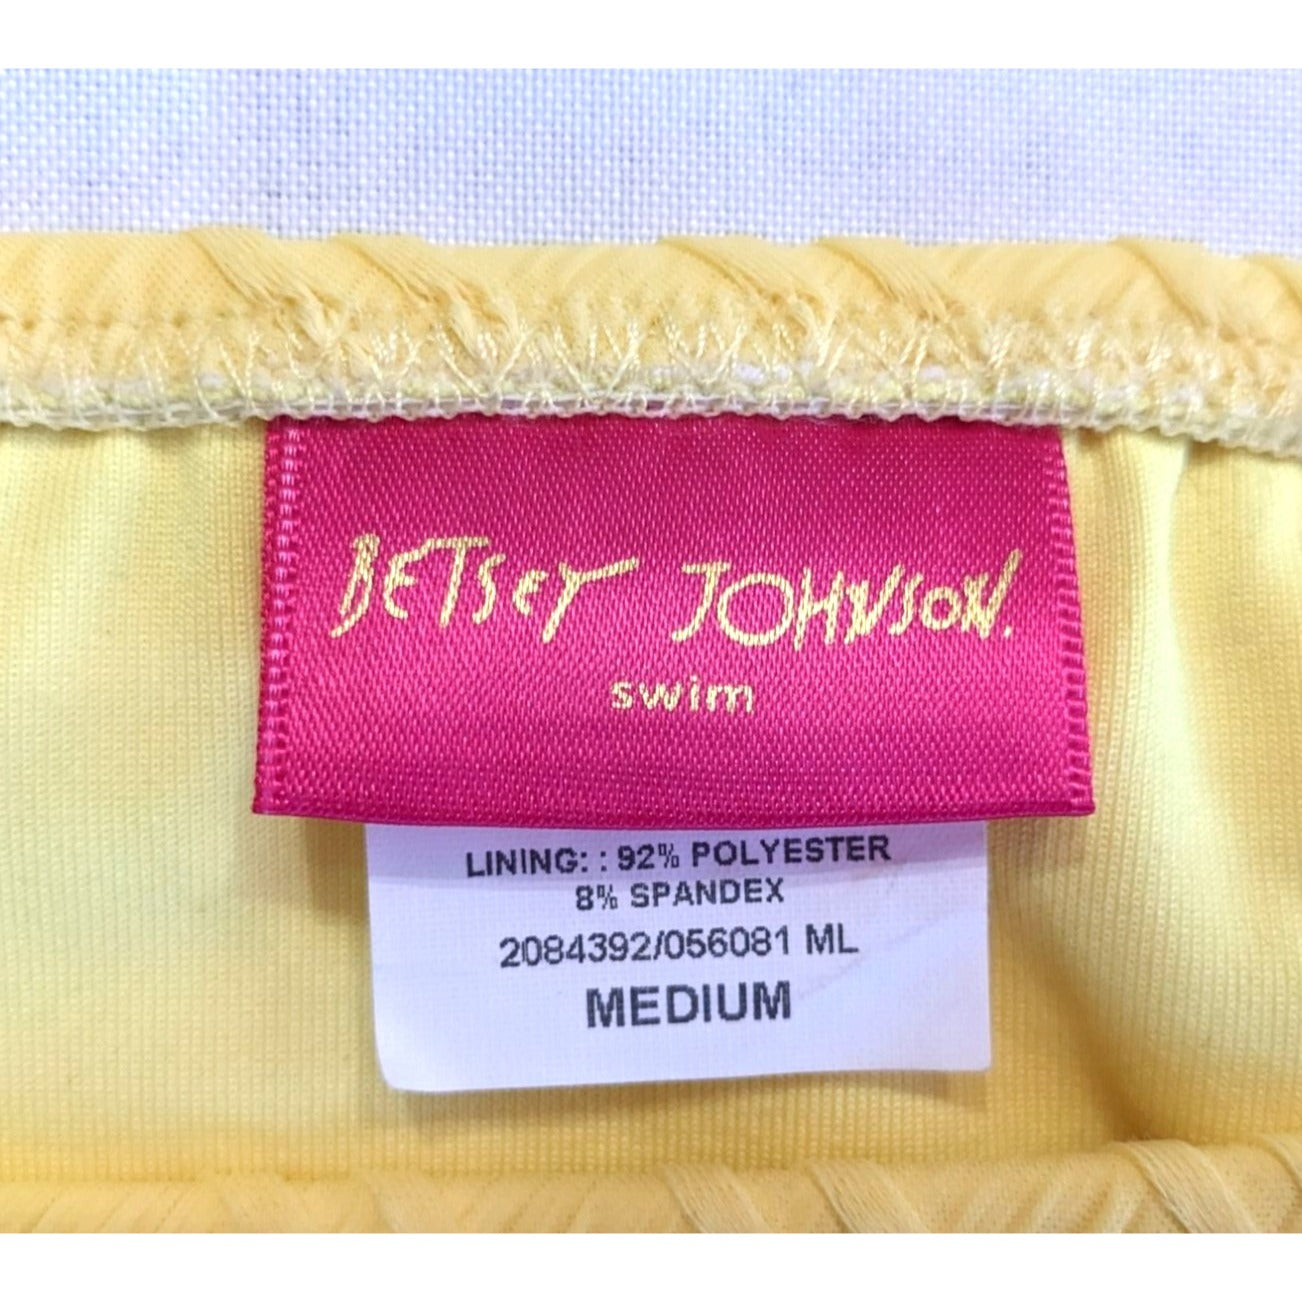 BETSEY JOHNSON.
swim
LINING: : 92% POLYESTER
8% SPANDEX
2084392/056081 ML
MEDIUM